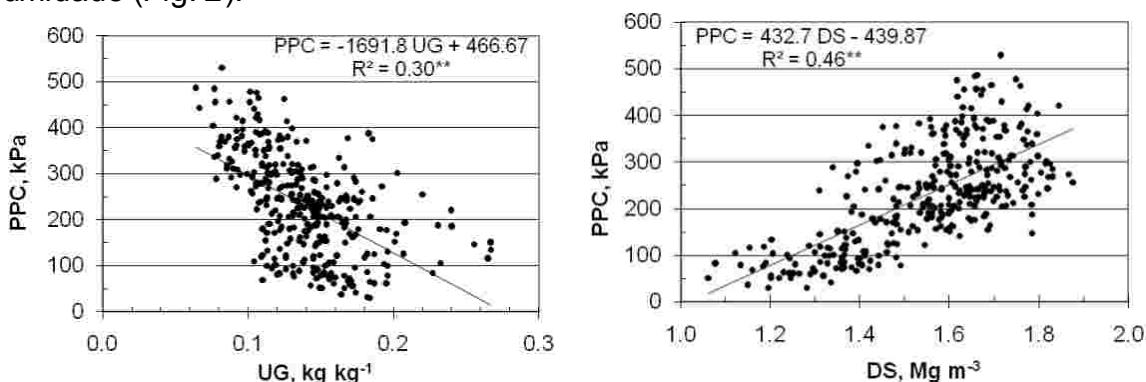 umidade (Fig. 2).
PPC = -1691.8 UG + 466.67
R² = 0.30**
PPC, kPa
600
500
400
300
200
100
0
0.0 0.1 0.2 0.3
UG, kg kg⁻¹
PPC = 432.7 DS - 439.87
R² = 0.46**
PPC, kPa
600
500
400
300
200
100
0
1.0 1.2 1.4 1.6 1.8 2.0
DS, Mg m⁻³